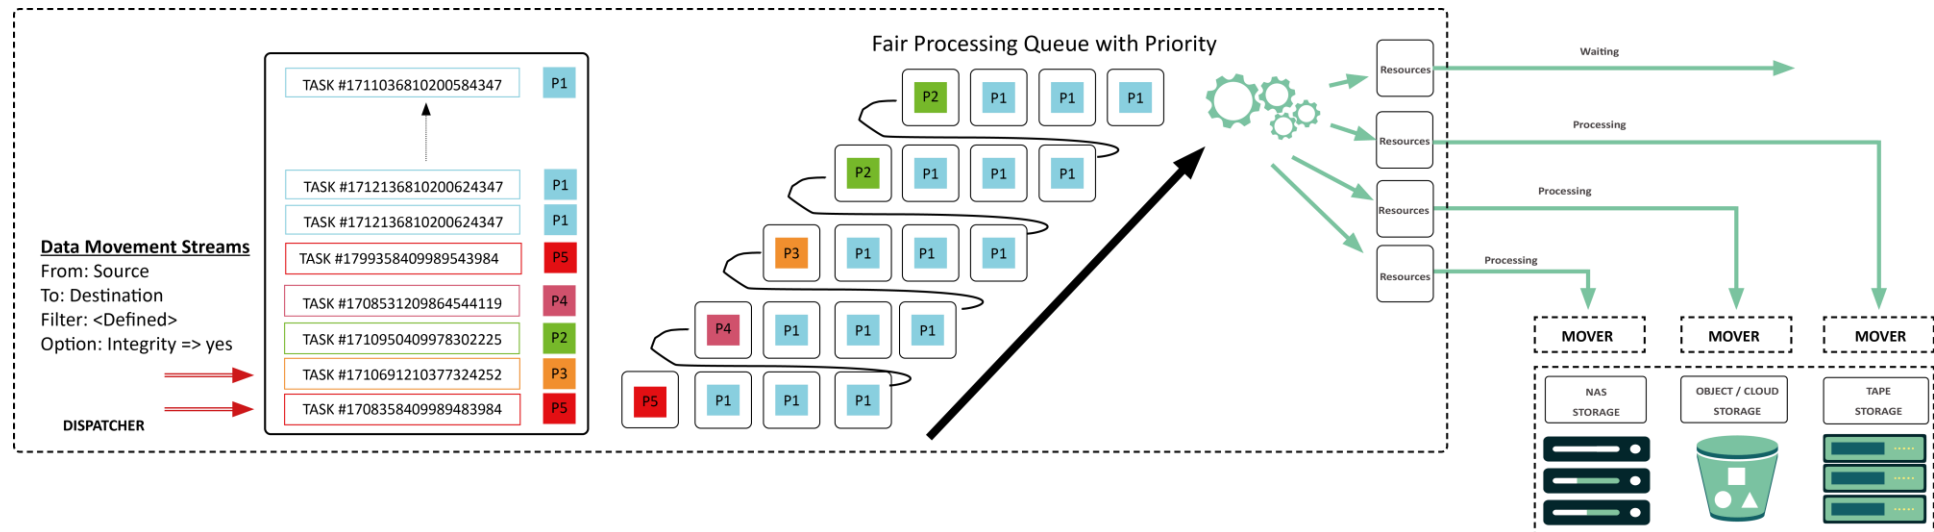 Data Movement Streams
From: Source
To: Destination
Filter: <Defined>
Option: Integrity => yes
DISPATCHER
TASK #1711036810200584347 P1
TASK #1712136810200624347 P1
TASK #1712136810200624347 P1
TASK #1799358409989543984 P5
TASK #1708531209864544119 P4
TASK #1710950409978302225 P2
TASK #1710691210377324252 P3
TASK #1708358409989483984 P5
Fair Processing Queue with Priority
P2 P1 P1 P1
P2 P1 P1 P1
P3 P1 P1 P1
P4 P1 P1 P1
P5 P1 P1 P1
Resources
Waiting
Resources
Processing
Resources
Processing
Resources
Processing
MOVER
MOVER
MOVER
NAS
STORAGE
OBJECT / CLOUD
STORAGE
TAPE
STORAGE